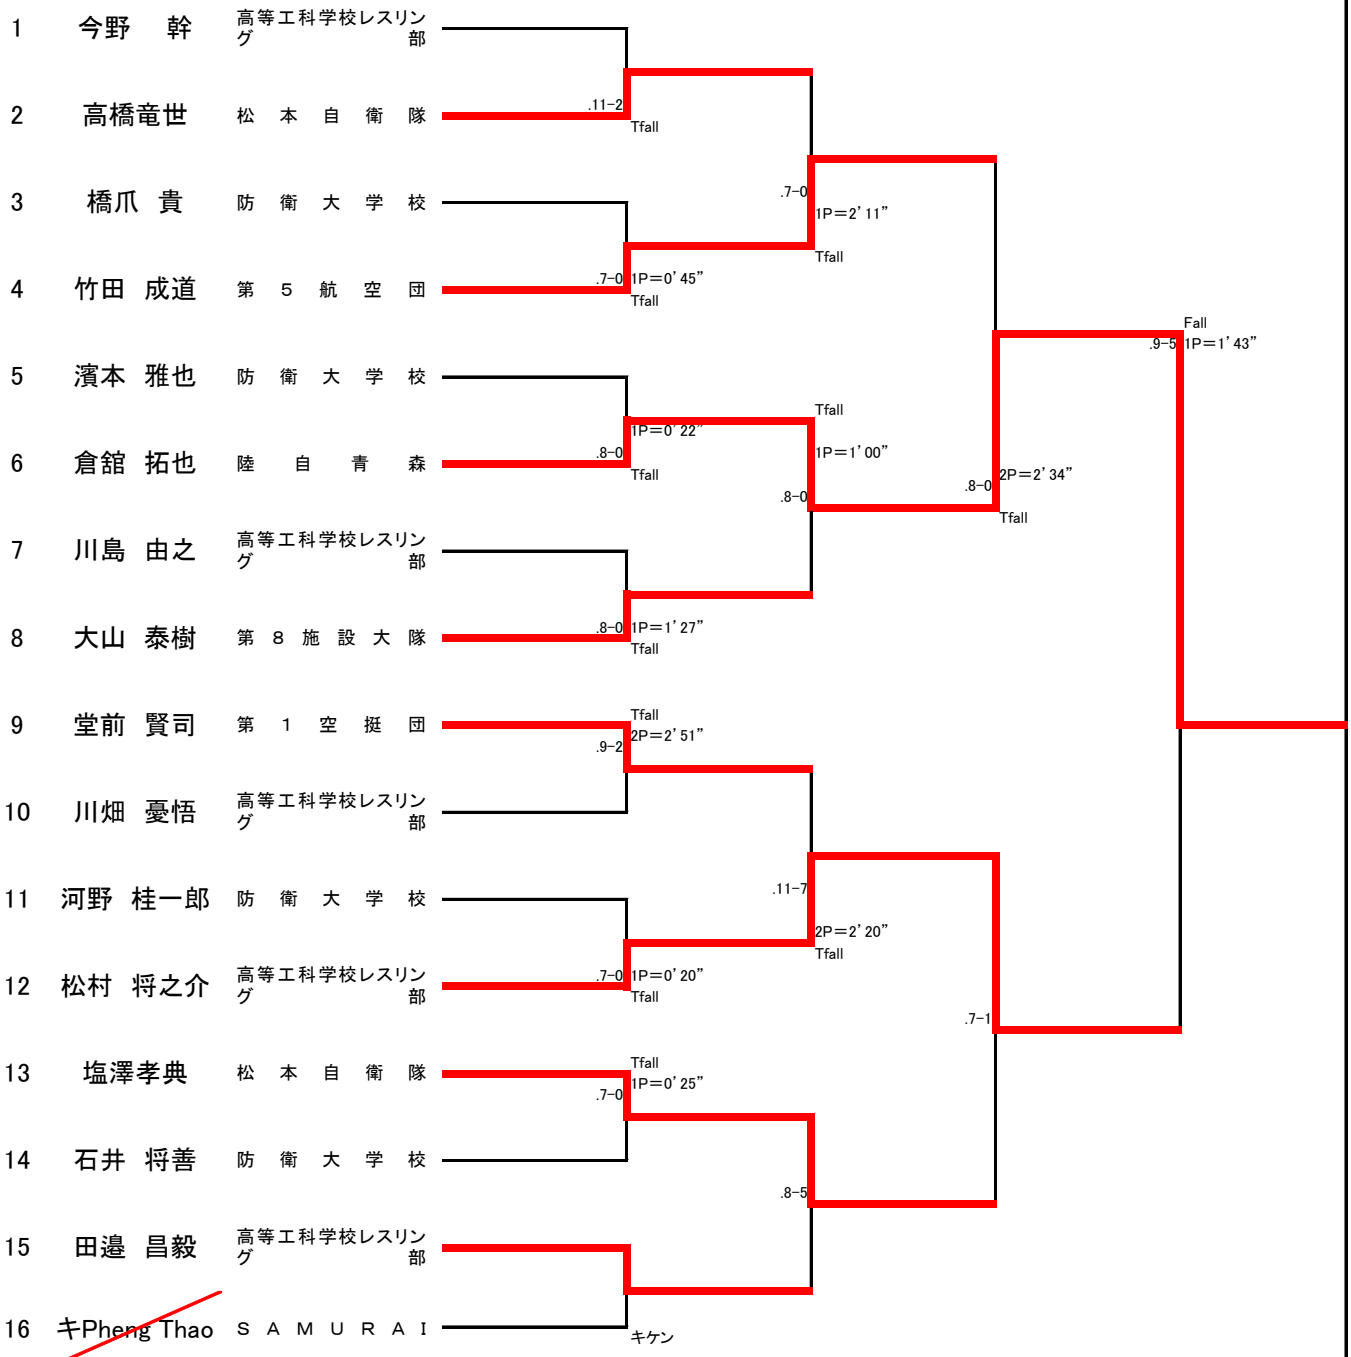 1 今野 幹 高等工科学校レスリン
グ 部
2 高橋竜世 松本自衛隊
.11-2
Tfall
3 橋爪 貴 防衛大学校
.7-0
1P=2'11”
Tfall
4 竹田 成道 第5航空団
.7-0 1P=0'45”
Tfall
Fall
.9-5 1P=1'43”
5 濱本 雅也 防衛大学校
Tfall
1P=0'22”
1P=1'00”
6 倉舘 拓也 陸自青森
.8-0
Tfall
.8-0
.8-0 2P=2'34”
Tfall
7 川島 由之 高等工科学校レスリン
グ 部
8 大山 泰樹 第8施設大隊
.8-0 1P=1'27”
Tfall
9 堂前 賢司 第1空挺団
Tfall
2P=2'51”
.9-2
10 川畑 憂悟 高等工科学校レスリン
グ 部
11 河野 桂一郎 防衛大学校
.11-7
2P=2'20”
Tfall
12 松村 将之介 高等工科学校レスリン
グ 部
.7-0 1P=0'20”
Tfall
.7-1
13 塩澤孝典 松本自衛隊
Tfall
1P=0'25”
.7-0
14 石井 将善 防衛大学校
.8-5
15 田邉 昌毅 高等工科学校レスリン
グ 部
16 キPheng Thao SAMURAI
キケン